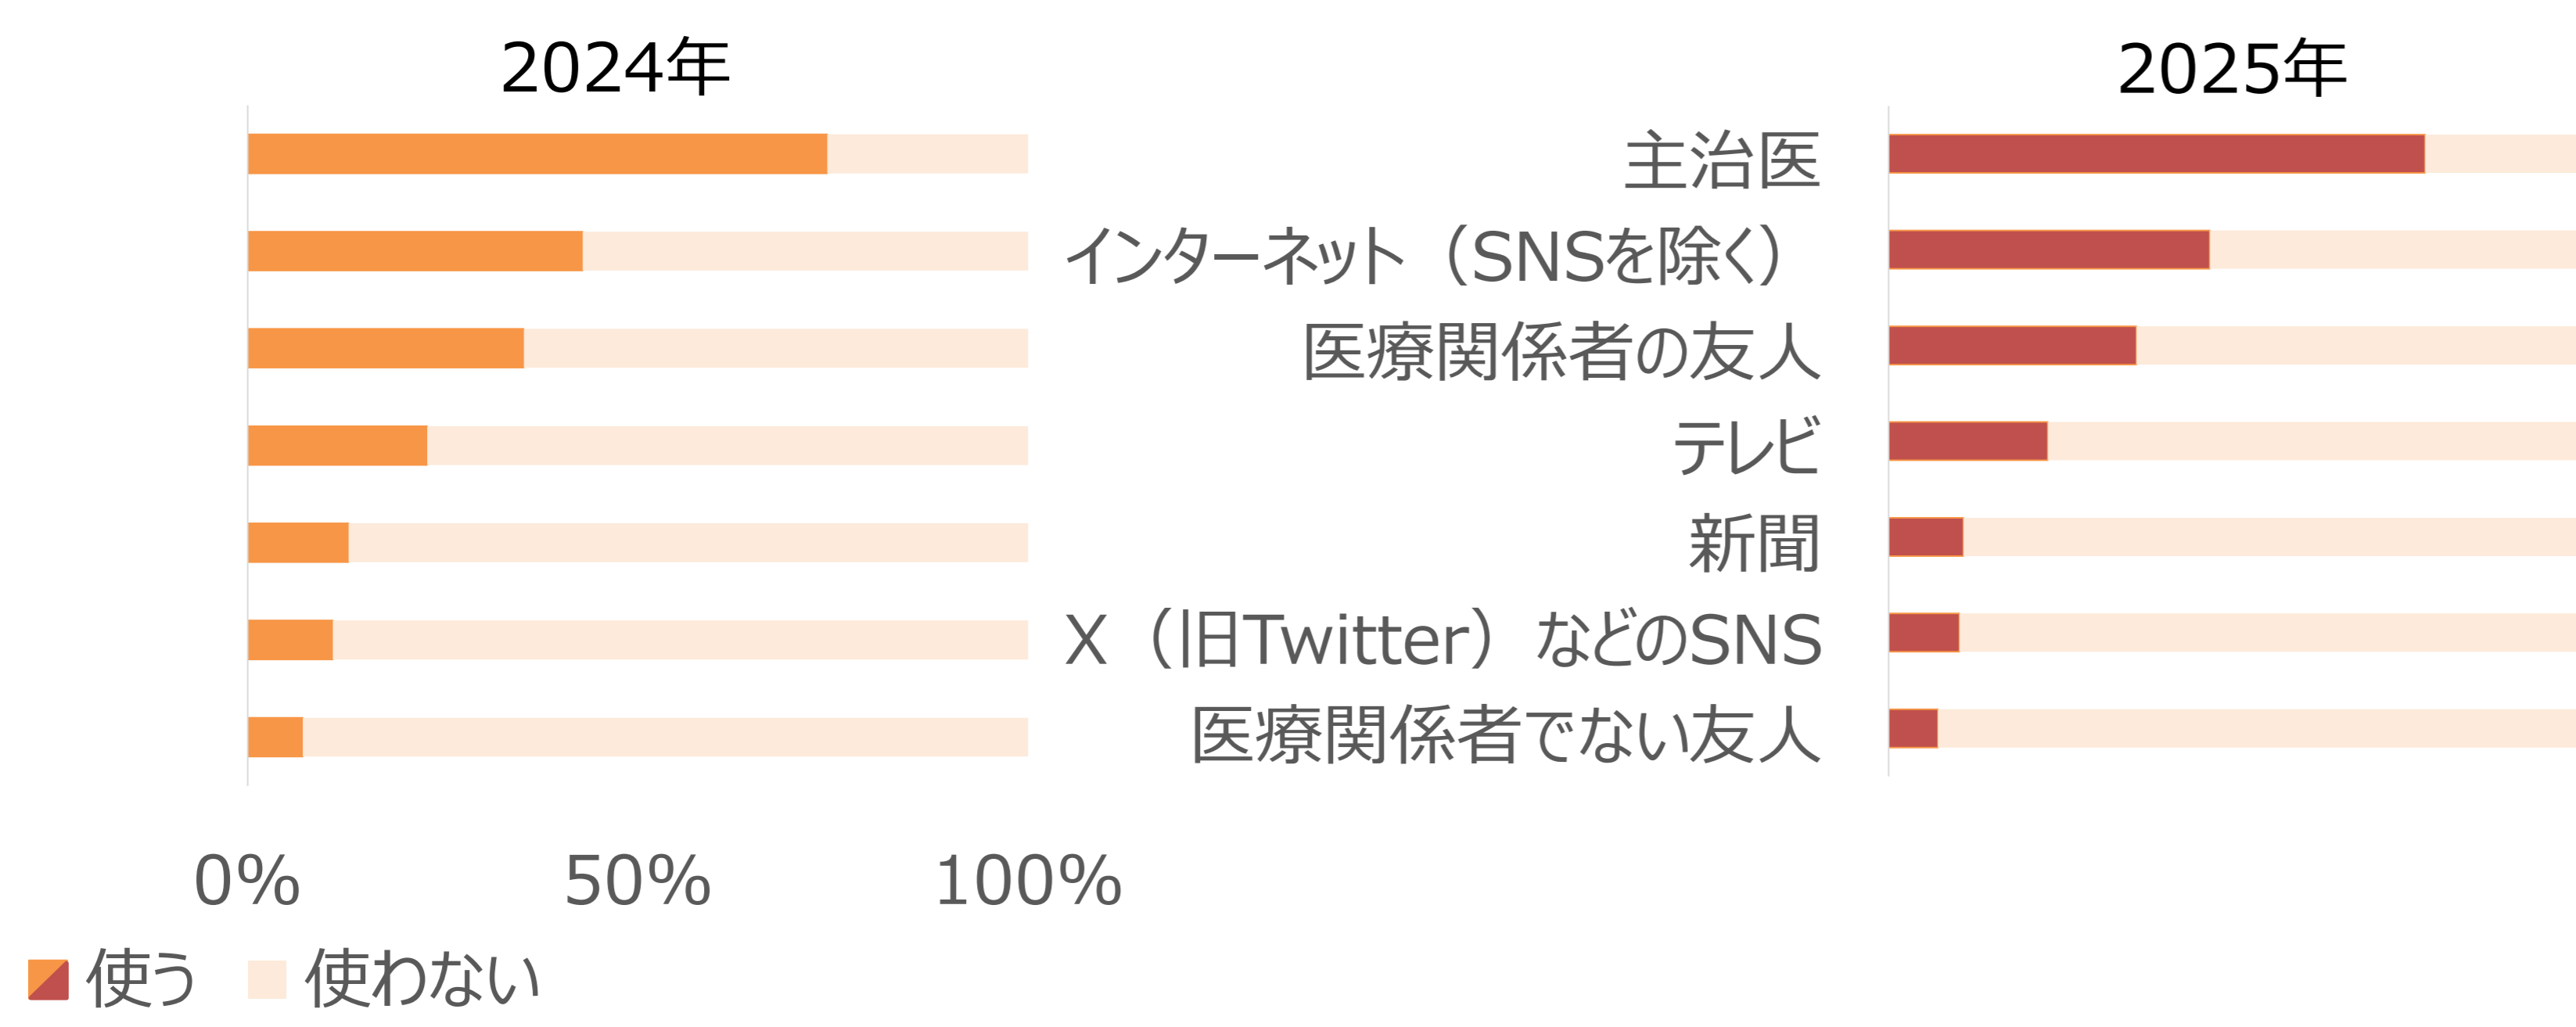 2024年
2025年
主治医
インターネット（SNSを除く）
医療関係者の友人
テレビ
新聞
X（旧Twitter）などのSNS
医療関係者でない友人
0%
50%
100%
使う
使わない